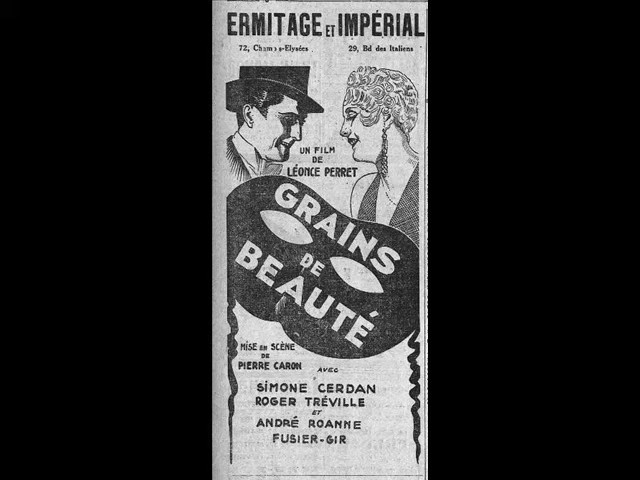 ERMITAGE ET IMPÉRIAL
72, Champs-Elysées 29, Bd des Italiens
UN FILM
DE
LÉONCE PERRET
GRAINS
DE
BEAUTÉ
MISE EN SCÈNE
DE
PIERRE CARON
AVEC
SIMONE CERDAN
ROGER TRÉVILLE
ET
ANDRÉ ROANNE
FUSIER-GIR